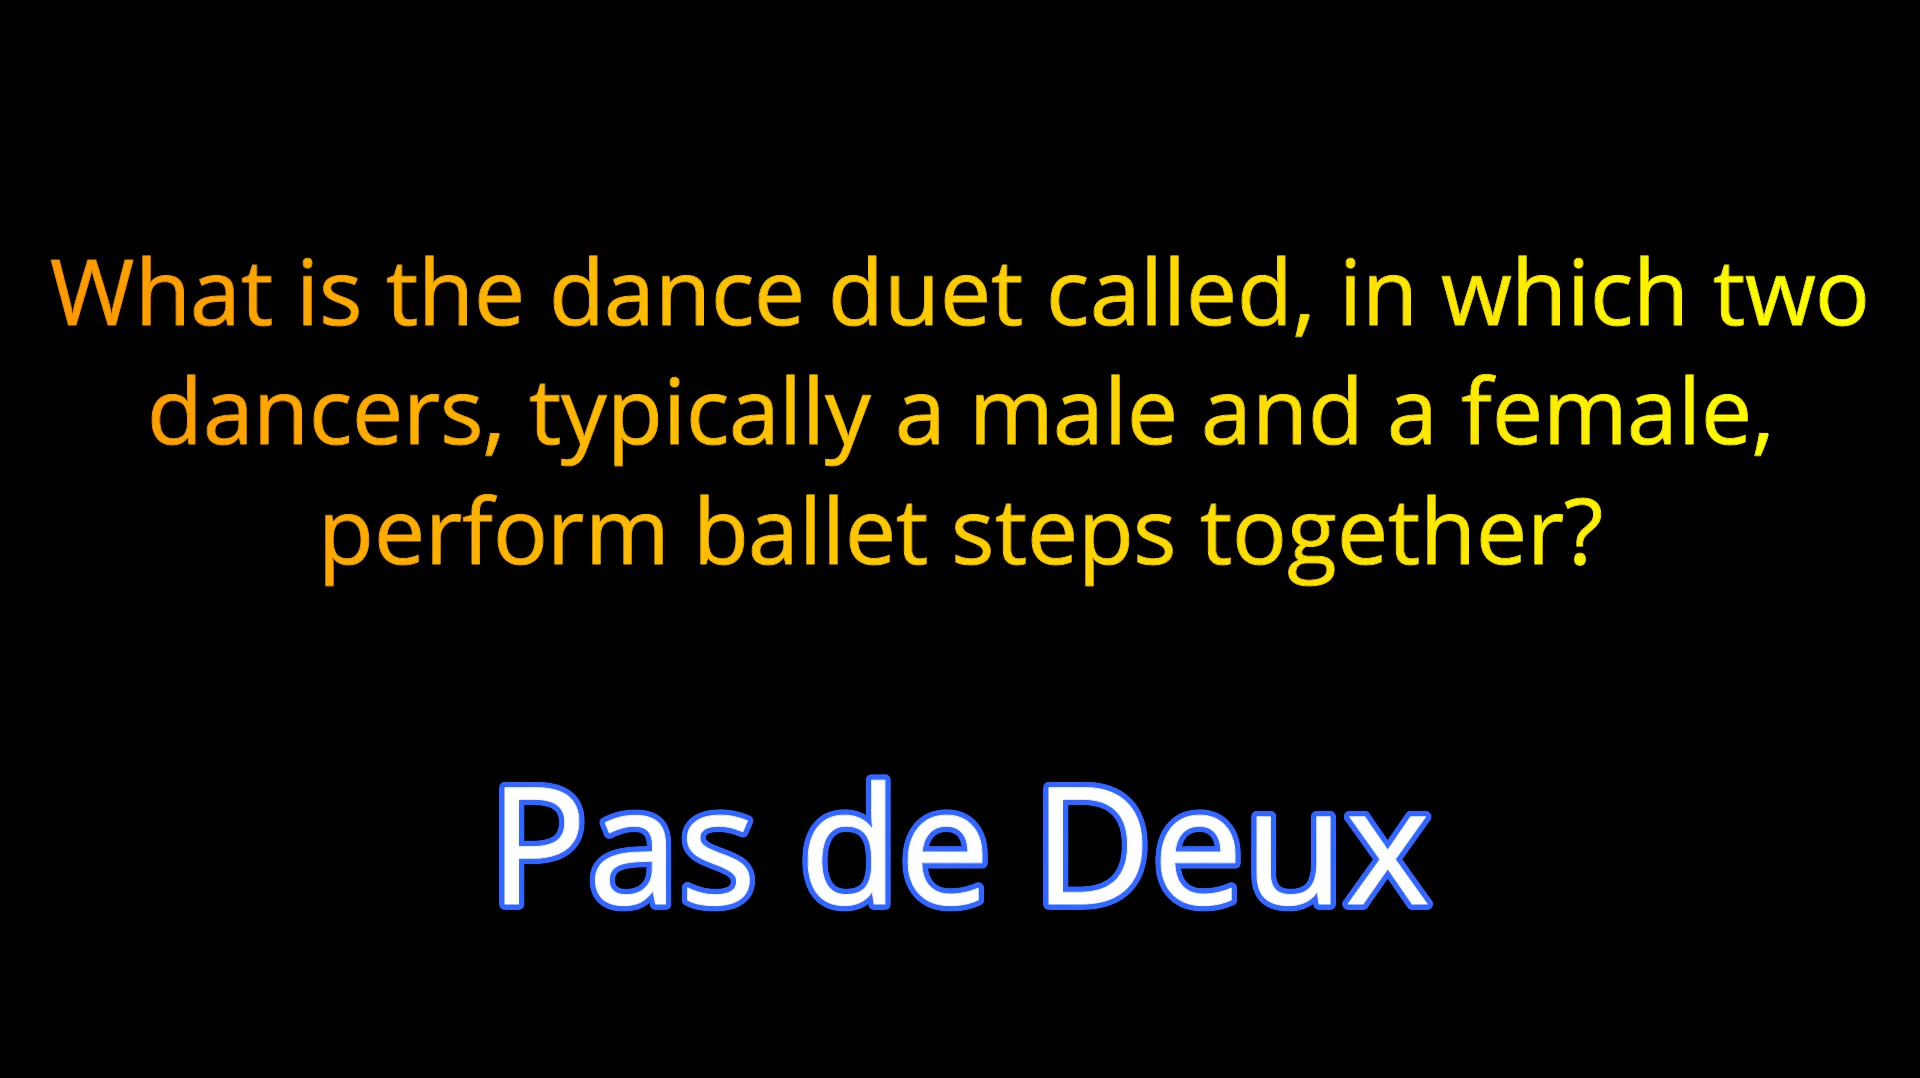 What is the dance duet called, in which two
dancers, typically a male and a female,
perform ballet steps together?
Pas de Deux